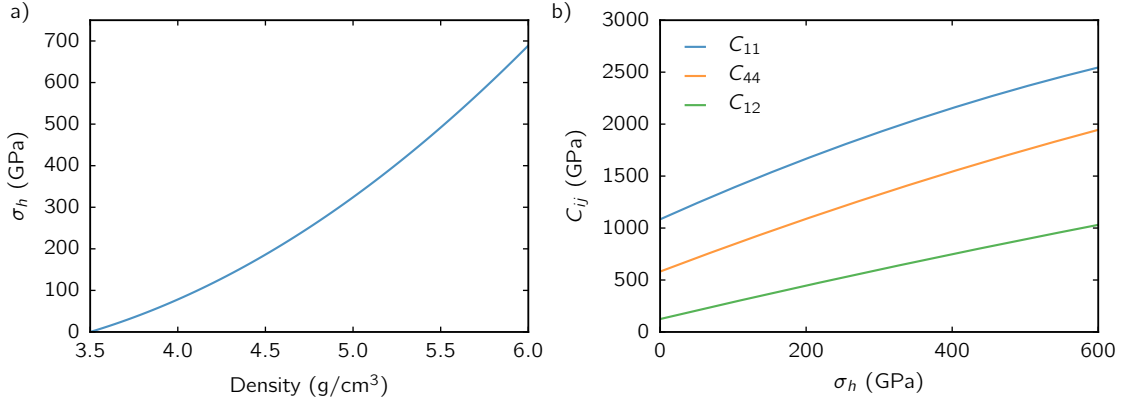 a)
700
600
500
400
300
200
100
0
σh (GPa)
3.5 4.0 4.5 5.0 5.5 6.0
Density (g/cm³)
b)
3000
2500
2000
1500
1000
500
0
Cij (GPa)
C11
C44
C12
0 200 400 600
σh (GPa)